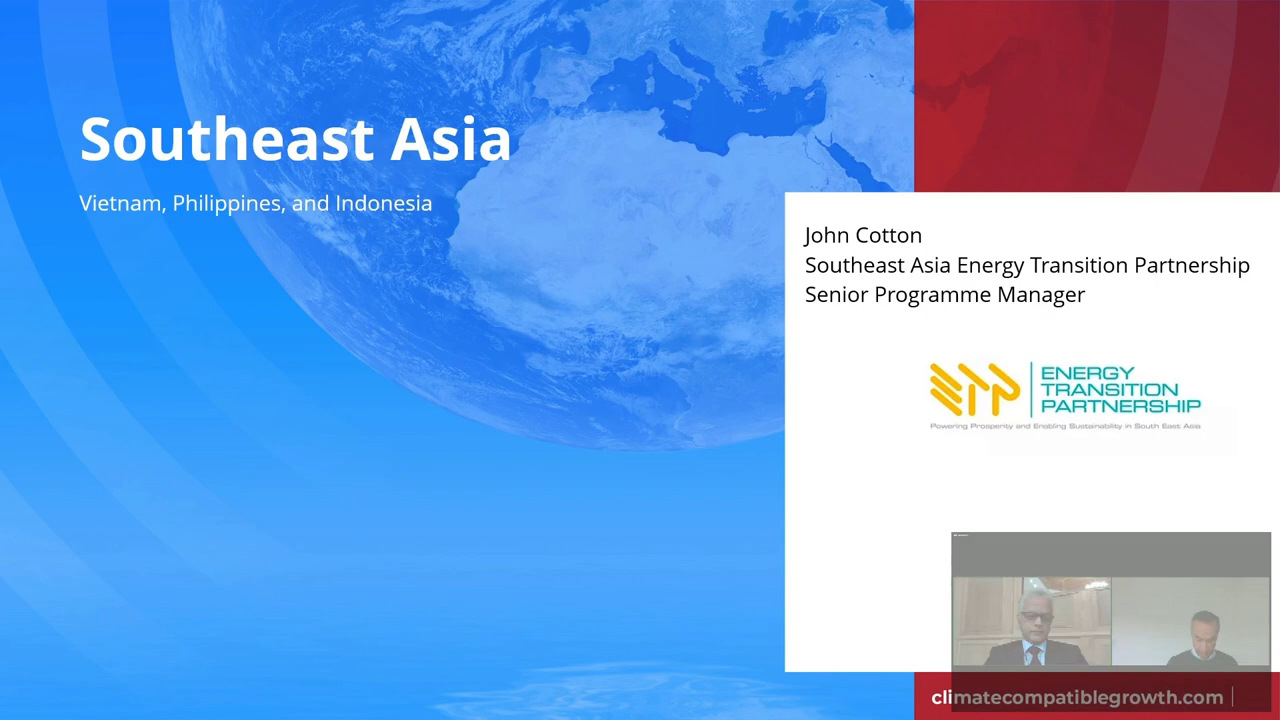 Southeast Asia
Vietnam, Philippines, and Indonesia
John Cotton
Southeast Asia Energy Transition Partnership
Senior Programme Manager
ETP
ENERGY
TRANSITION
PARTNERSHIP
Powering Prosperity and Enabling Sustainability in South East Asia
climatecompatiblegrowth.com